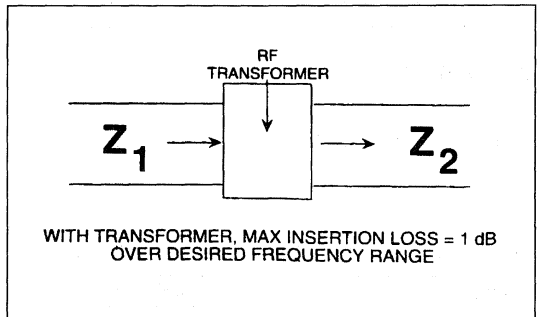 RF
TRANSFORMER
Z1
Z2
WITH TRANSFORMER, MAX INSERTION LOSS = 1 dB
OVER DESIRED FREQUENCY RANGE